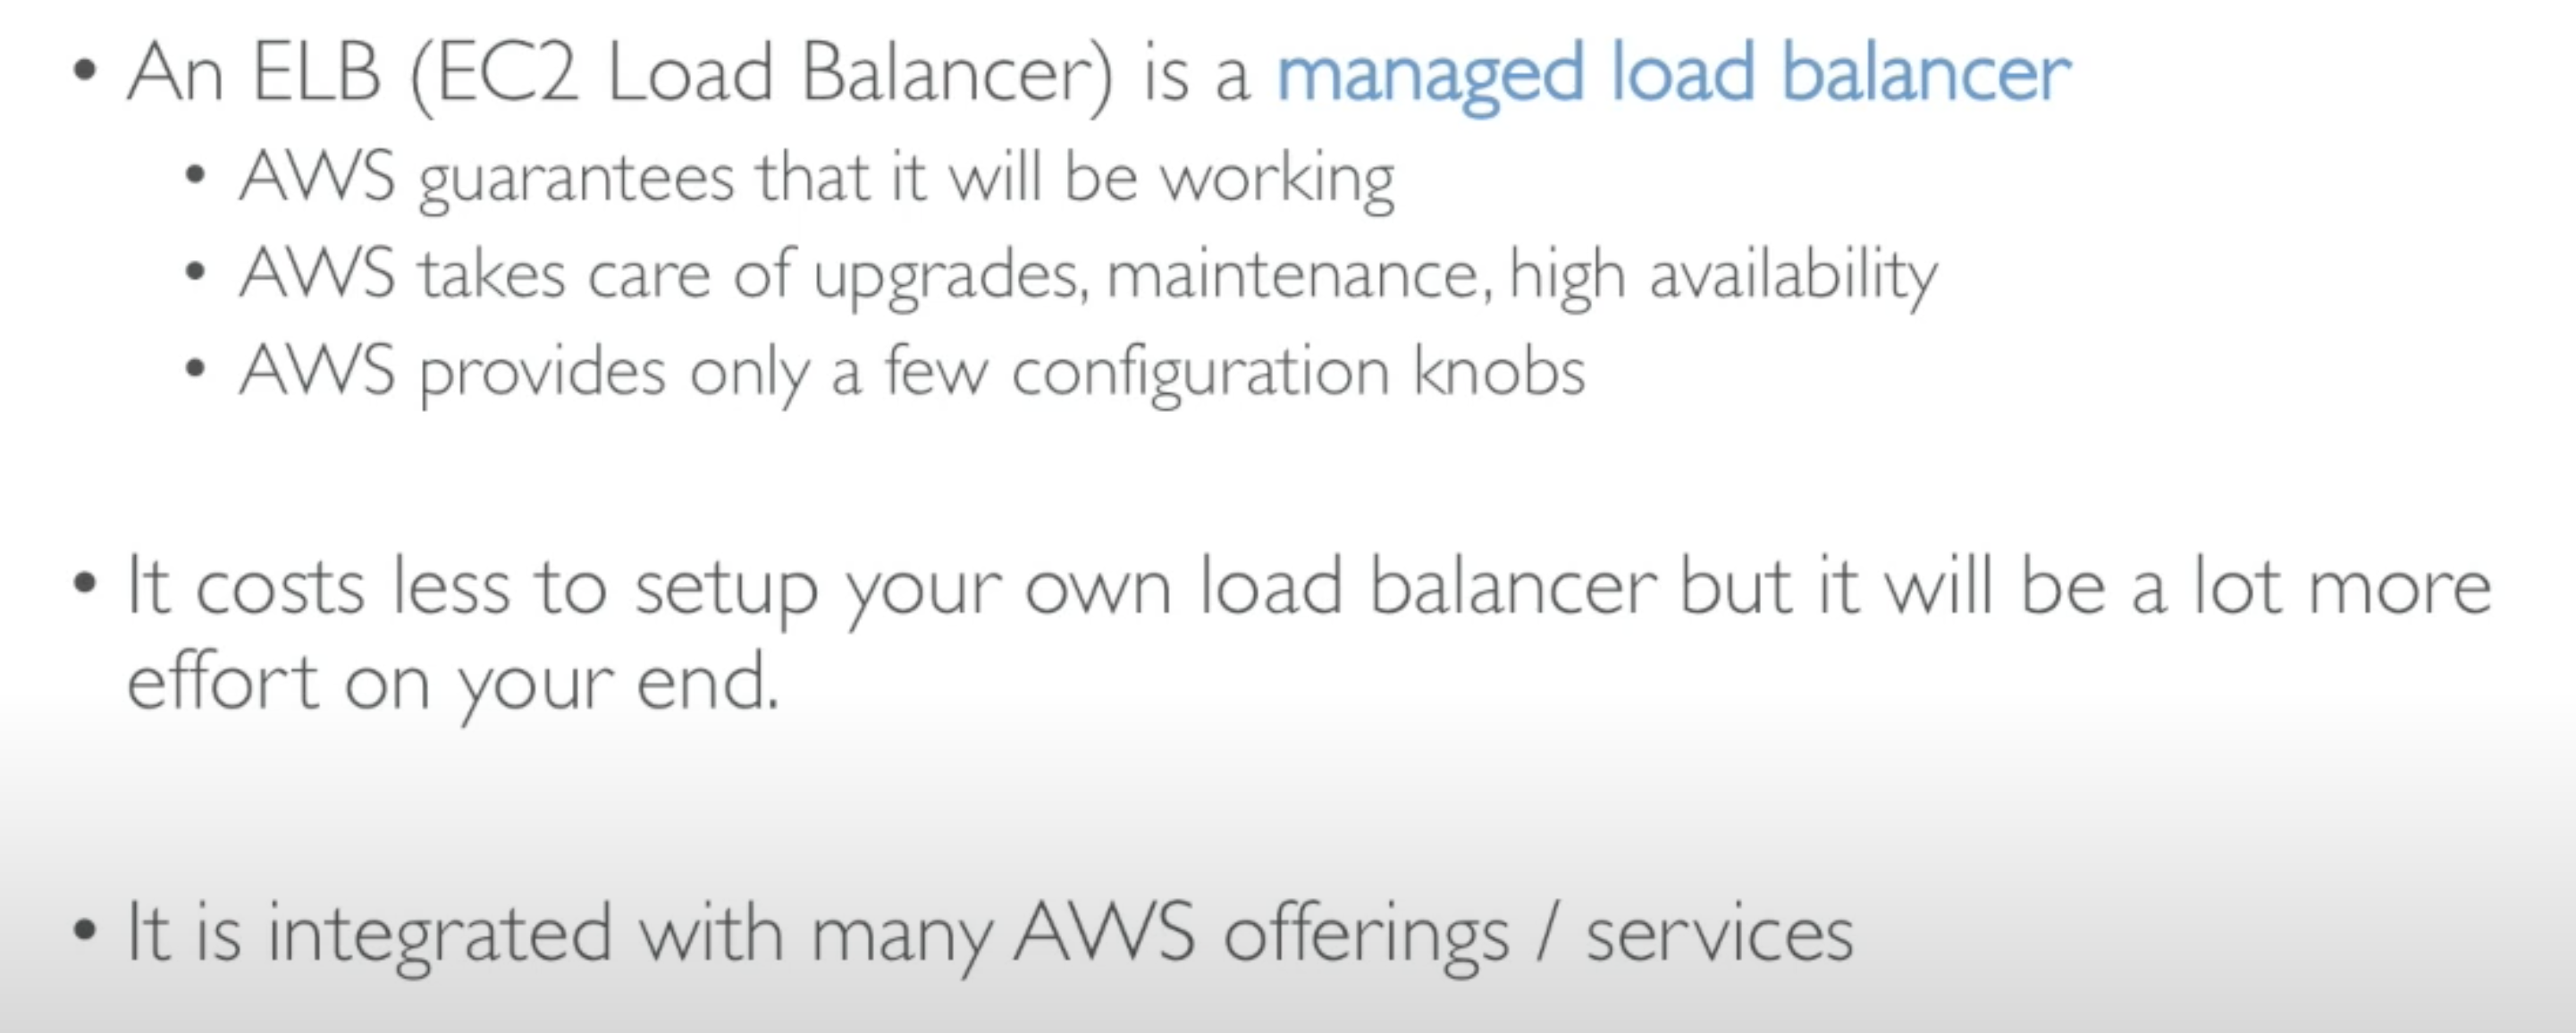 • An ELB (EC2 Load Balancer) is a managed load balancer
• AWS guarantees that it will be working
• AWS takes care of upgrades, maintenance, high availability
• AWS provides only a few configuration knobs
• It costs less to setup your own load balancer but it will be a lot more
effort on your end.
• It is integrated with many AWS offerings / services